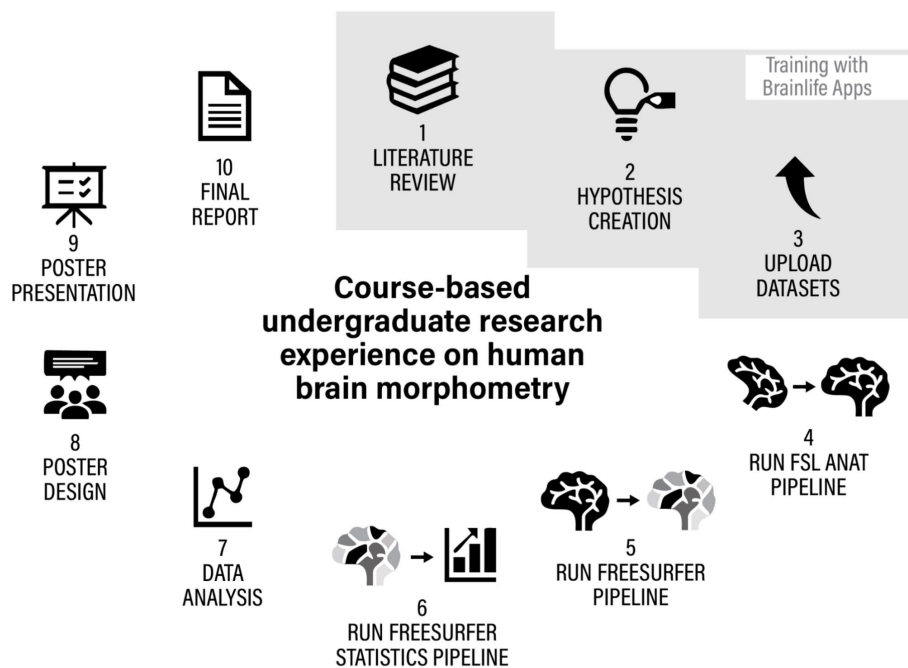 Training with
Brainlife Apps
1
LITERATURE
REVIEW
2
HYPOTHESIS
CREATION
3
UPLOAD
DATASETS
4
RUN FSL ANAT
PIPELINE
5
RUN FREESURFER
PIPELINE
6
RUN FREESURFER
STATISTICS PIPELINE
7
DATA
ANALYSIS
8
POSTER
DESIGN
9
POSTER
PRESENTATION
10
FINAL
REPORT
Course-based
undergraduate research
experience on human
brain morphometry